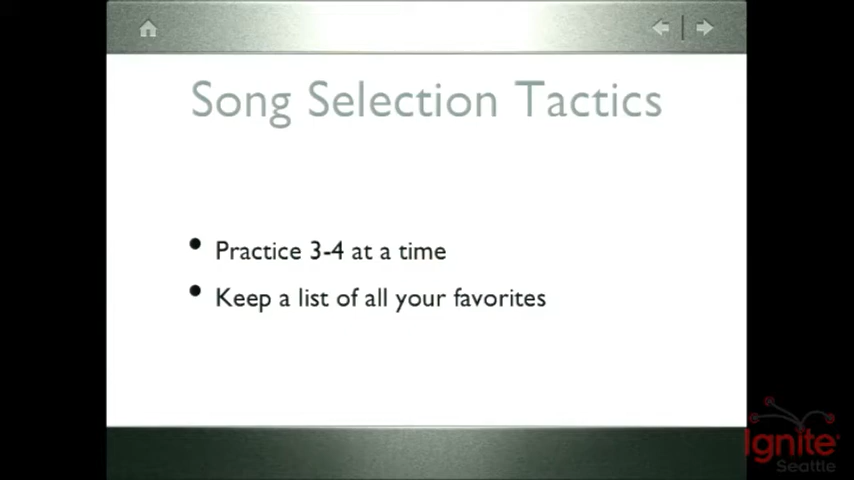 Song Selection Tactics
• Practice 3-4 at a time
• Keep a list of all your favorites
Ignite
Seattle